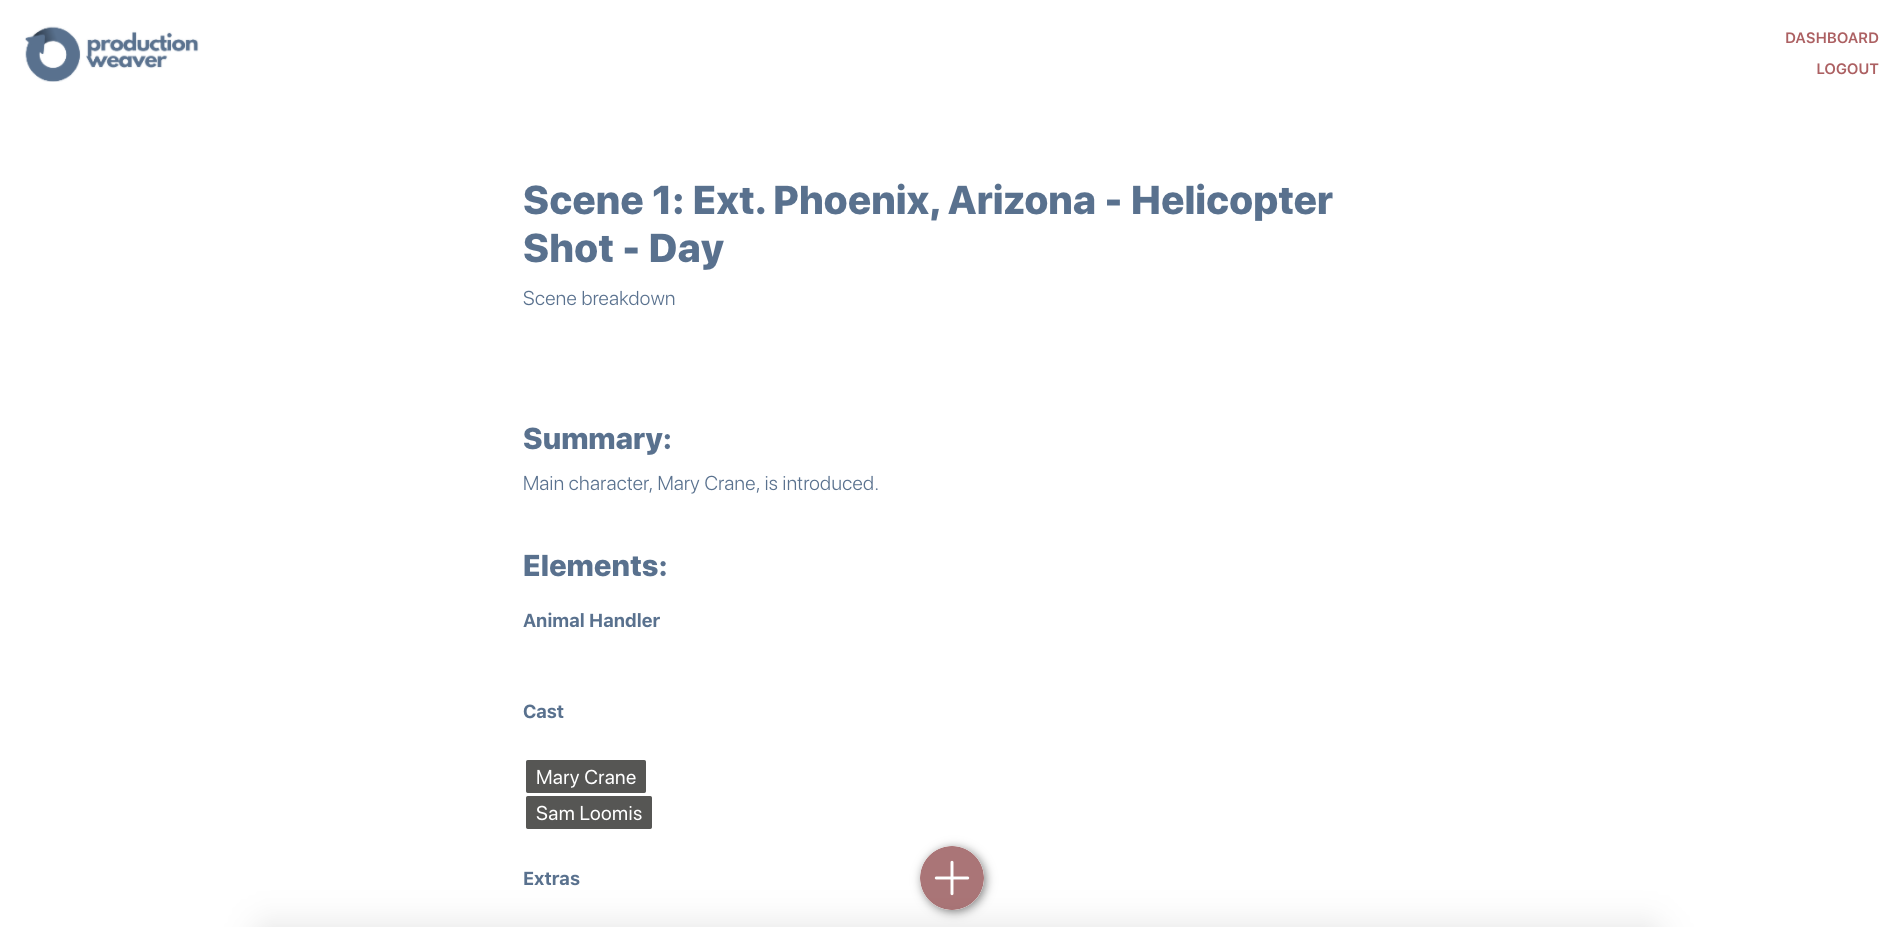 production
weaver
DASHBOARD
LOGOUT
Scene 1: Ext. Phoenix, Arizona - Helicopter
Shot - Day
Scene breakdown
Summary:
Main character, Mary Crane, is introduced.
Elements:
Animal Handler
Cast
Mary Crane
Sam Loomis
Extras